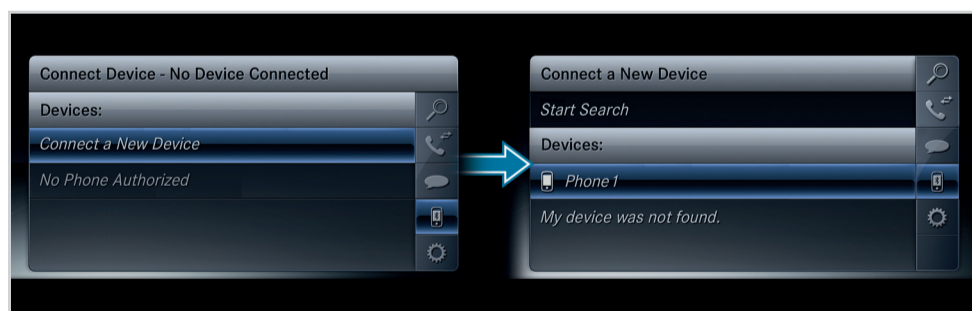 Connect Device - No Device Connected
Devices:
Connect a New Device
No Phone Authorized
Connect a New Device
Start Search
Devices:
Phone 1
My device was not found.